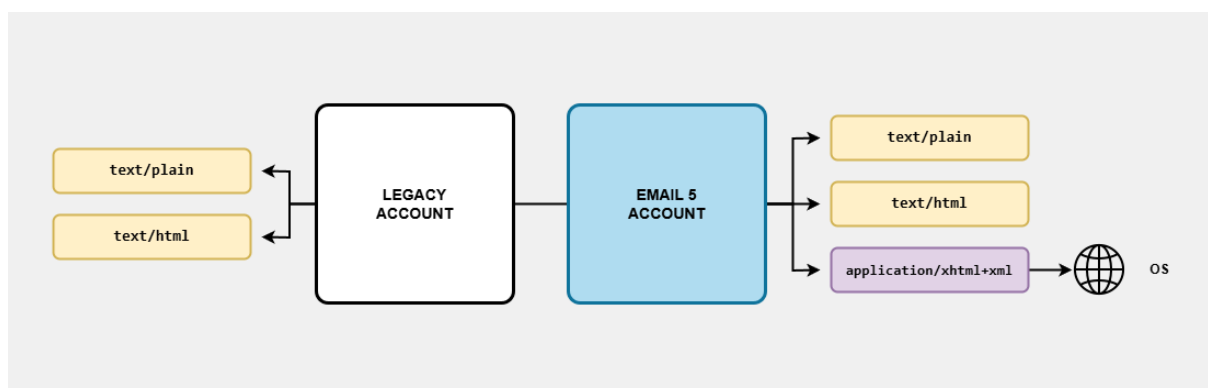 text/plain
text/html
LEGACY
ACCOUNT
EMAIL 5
ACCOUNT
text/plain
text/html
application/xhtml+xml
OS